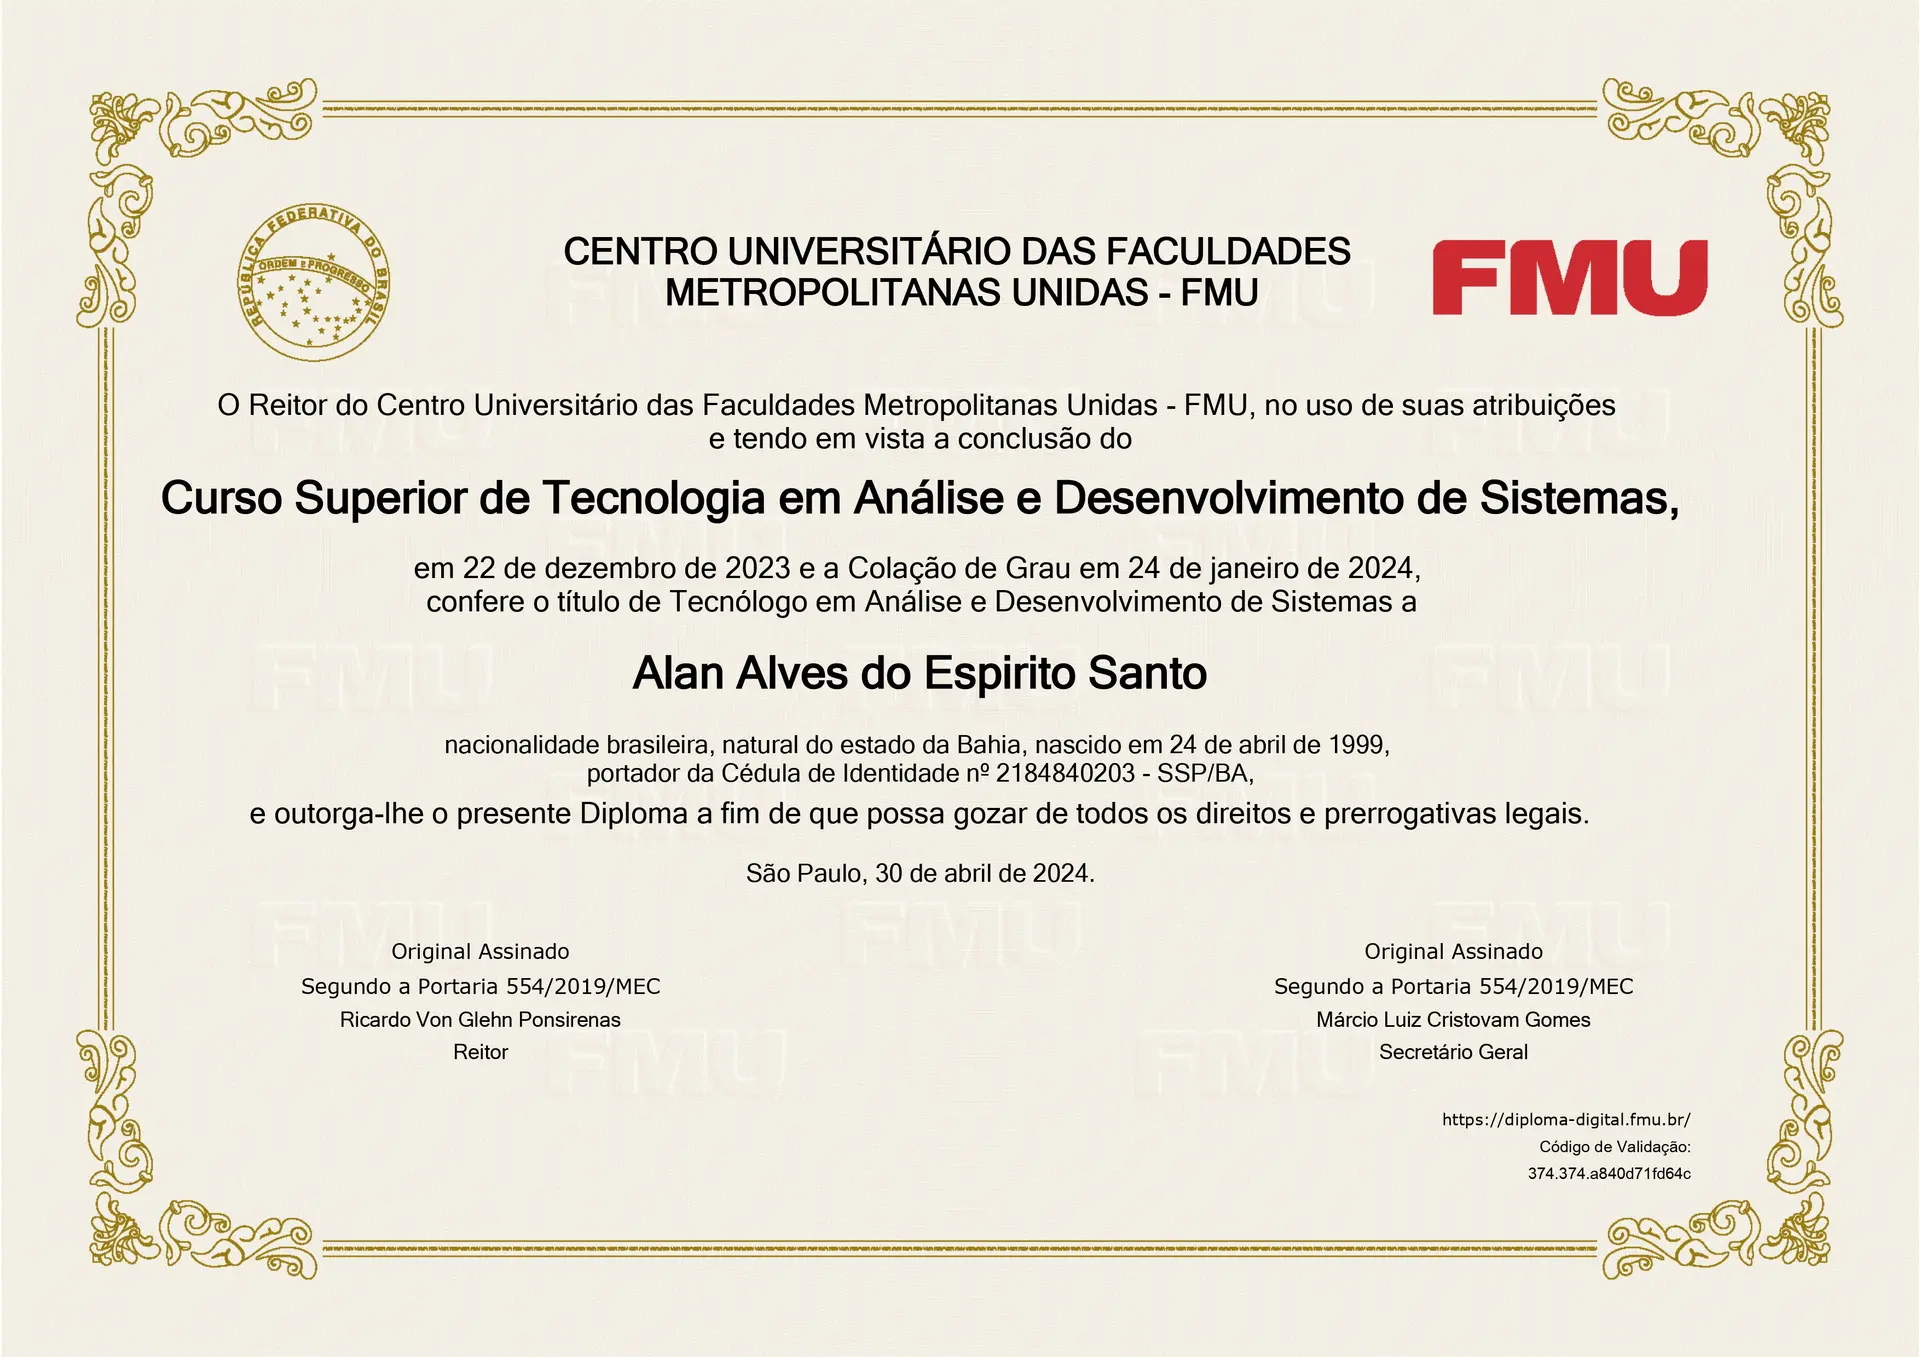 REPÚBLICA FEDERATIVA DO BRASIL
ORDEM E PROGRESSO
CENTRO UNIVERSITÁRIO DAS FACULDADES
METROPOLITANAS UNIDAS - FMU
FMU
O Reitor do Centro Universitário das Faculdades Metropolitanas Unidas - FMU, no uso de suas atribuições
e tendo em vista a conclusão do
Curso Superior de Tecnologia em Análise e Desenvolvimento de Sistemas,
em 22 de dezembro de 2023 e a Colação de Grau em 24 de janeiro de 2024,
confere o título de Tecnólogo em Análise e Desenvolvimento de Sistemas a
Alan Alves do Espirito Santo
nacionalidade brasileira, natural do estado da Bahia, nascido em 24 de abril de 1999,
portador da Cédula de Identidade nº 2184840203 - SSP/BA,
e outorga-lhe o presente Diploma a fim de que possa gozar de todos os direitos e prerrogativas legais.
São Paulo, 30 de abril de 2024.
Original Assinado
Segundo a Portaria 554/2019/MEC
Ricardo Von Glehn Ponsirenas
Reitor
Original Assinado
Segundo a Portaria 554/2019/MEC
Márcio Luiz Cristovam Gomes
Secretário Geral
https://diploma-digital.fmu.br/
Código de Validação:
374.374.a840d71fd64c